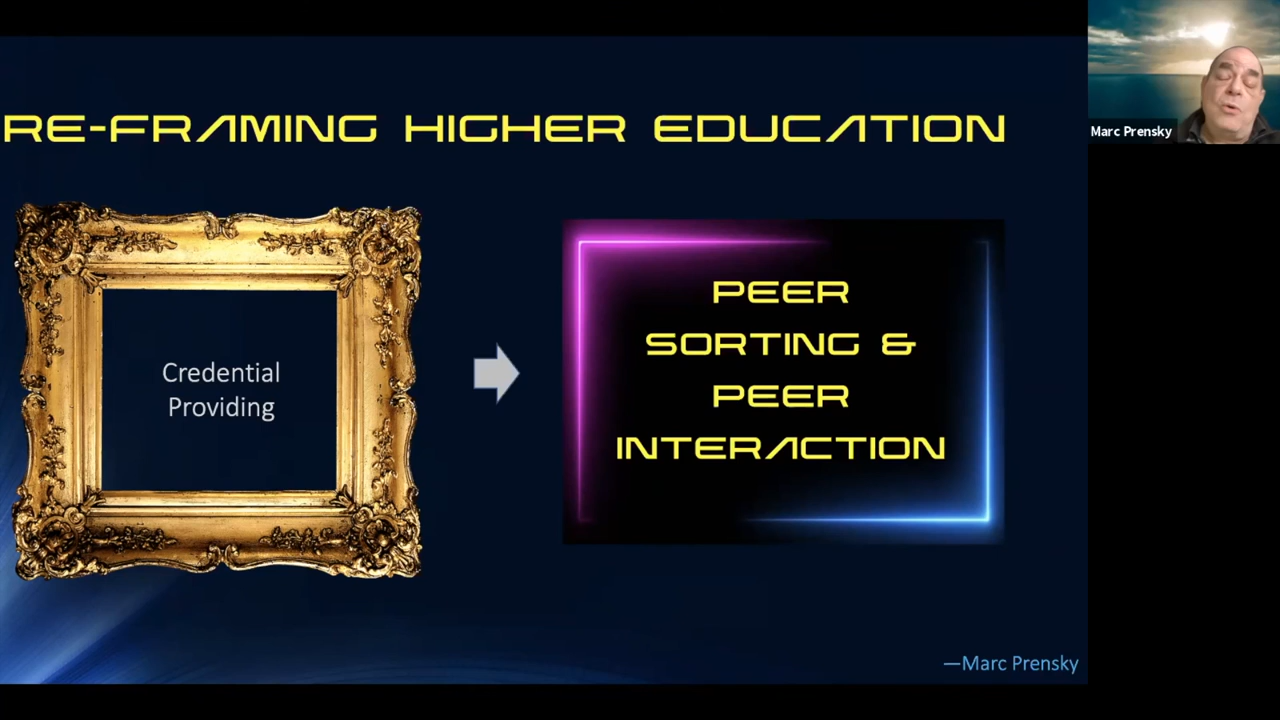 RE-FRAMING HIGHER EDUCATION
Credential
Providing
PEER
SORTING &
PEER
INTERACTION
—Marc Prensky
Marc Prensky